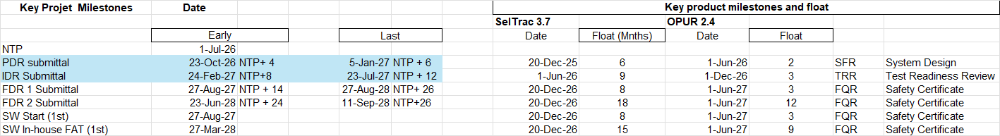 Key Projet Milestones Date Key product milestones and float
SelTrac 3.7 OPUR 2.4
Early Last Date Float (Mnths) Date Float
NTP 1-Jul-26
PDR submittal 23-Oct-26 NTP+ 4 5-Jan-27 NTP + 6 20-Dec-25 6 1-Jun-26 2 SFR System Design
IDR Submittal 24-Feb-27 NTP+8 23-Jul-27 NTP + 12 1-Jun-26 9 1-Dec-26 3 TRR Test Readiness Review
FDR 1 Submittal 27-Aug-27 NTP + 14 27-Aug-28 NTP+ 26 20-Dec-26 8 1-Jun-27 3 FQR Safety Certificate
FDR 2 Submittal 23-Jun-28 NTP + 24 11-Sep-28 NTP+26 20-Dec-26 18 1-Jun-27 12 FQR Safety Certificate
SW Start (1st) 27-Aug-27 20-Dec-26 8 1-Jun-27 3 FQR Safety Certificate
SW In-house FAT (1st) 27-Mar-28 20-Dec-26 15 1-Jun-27 9 FQR Safety Certificate